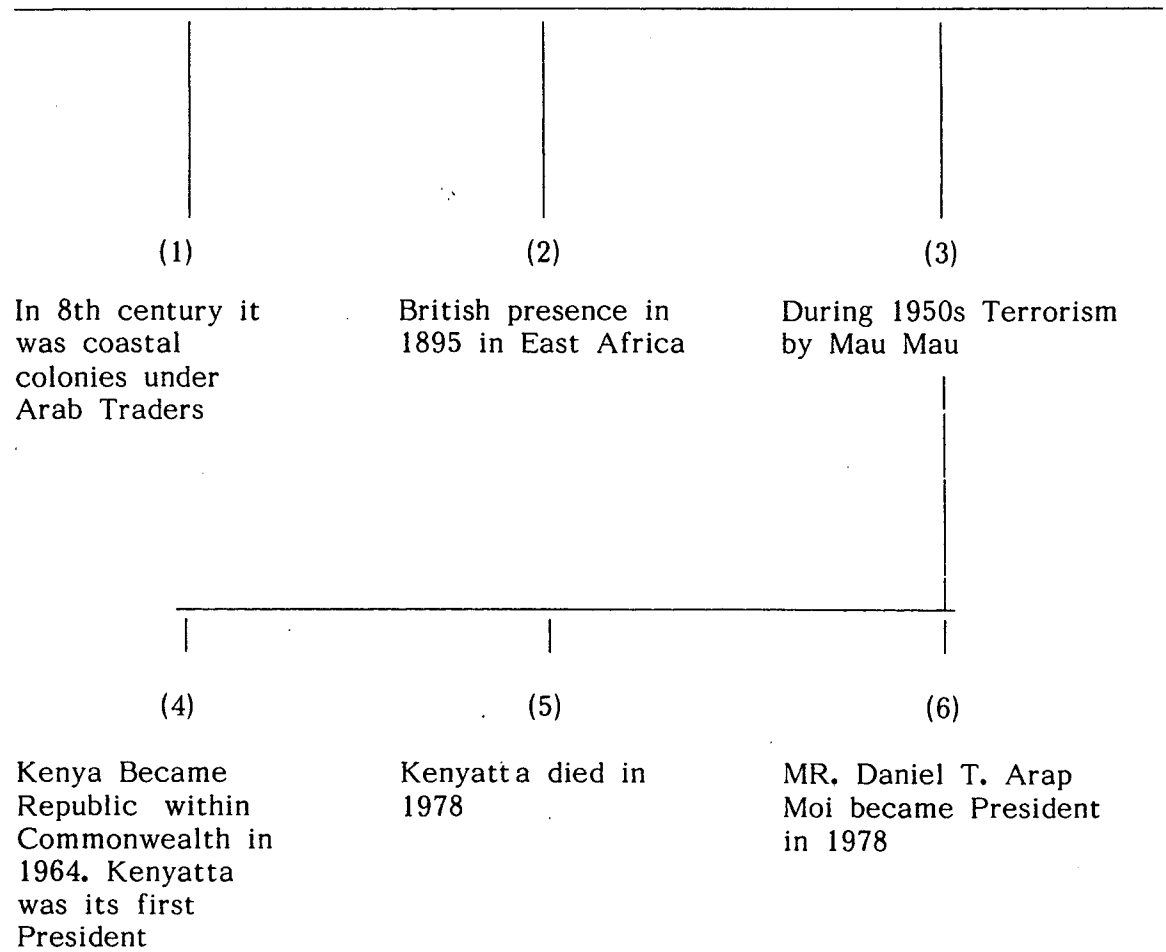 (1)
In 8th century it
was coastal
colonies under
Arab Traders
(2)
British presence in
1895 in East Africa
(3)
During 1950s Terrorism
by Mau Mau
(4)
Kenya Became
Republic within
Commonwealth in
1964. Kenyatta
was its first
President
(5)
Kenyatta died in
1978
(6)
MR. Daniel T. Arap
Moi became President
in 1978